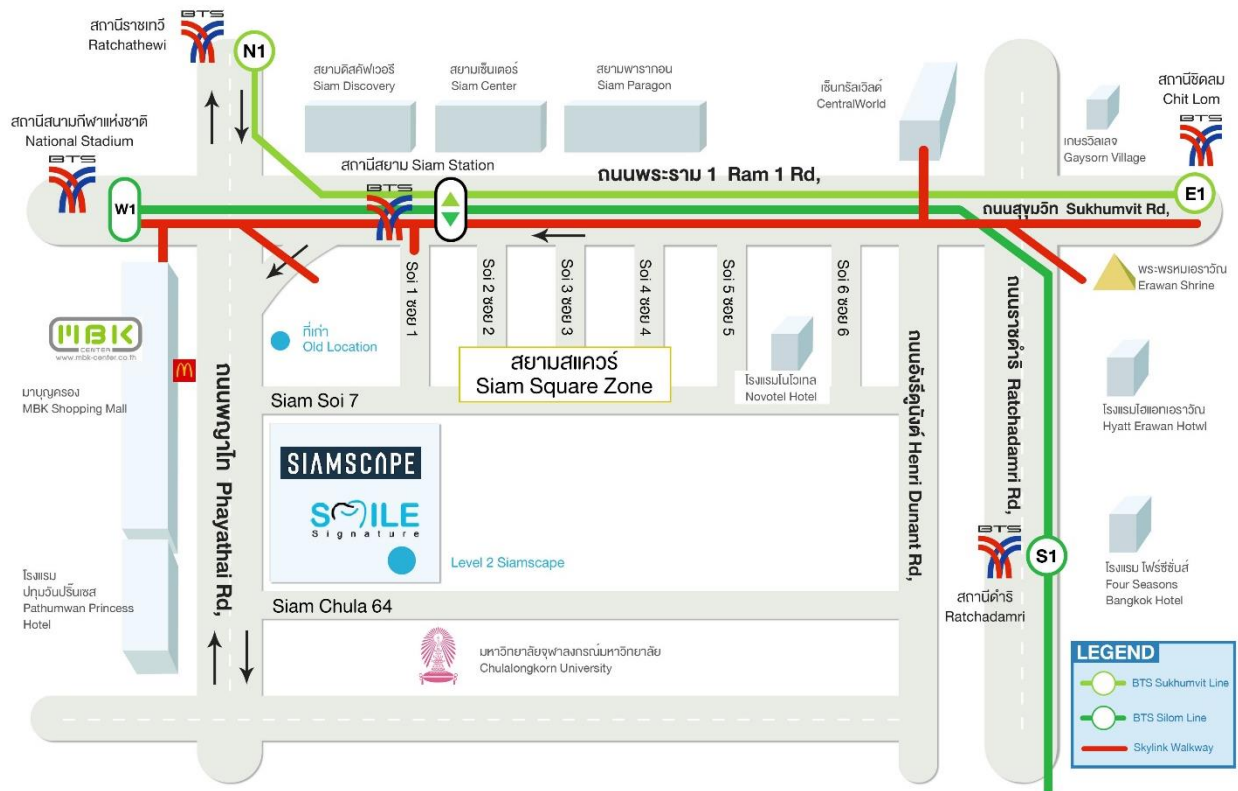 BTS
สถานีราชเทวี
Ratchathewi
N1
สถานีสนามกีฬาแห่งชาติ
National Stadium
BTS
W1
สยามดิสคัฟเวอรี
Siam Discovery
สยามเซ็นเตอร์
Siam Center
สยามพารากอน
Siam Paragon
เซ็นทรัลเวิลด์
CentralWorld
สถานีชิดลม
Chit Lom
BTS
E1
เกษรวิลเลจ
Gaysorn Village
สถานีสยาม Siam Station
BTS
ถนนพระราม 1 Ram 1 Rd,
ถนนสุขุมวิท Sukhumvit Rd,
Soi 1 ซอย 1
Soi 2 ซอย 2
Soi 3 ซอย 3
Soi 4 ซอย 4
Soi 5 ซอย 5
Soi 6 ซอย 6
พระพรหมเอราวัณ
Erawan Shrine
MBK
CENTER
www.mbk-center.co.th
มาบุญครอง
MBK Shopping Mall
ที่เก่า
Old Location
สยามสแควร์
Siam Square Zone
โรงแรมโนโวเทล
Novotel Hotel
Siam Soi 7
ถนนพญาไท Phayathai Rd,
ถนนอังรีดูนังต์ Henri Dunant Rd,
ถนนราชดำริ Ratchadamri Rd,
โรงแรมไฮแอทเอราวัณ
Hyatt Erawan Hotwl
SIAMSCAPE
SMILE
Signature
Level 2 Siamscape
BTS
S1
สถานีดำริ
Ratchadamri
โรงแรม โฟร์ซีซั่นส์
Four Seasons
Bangkok Hotel
โรงแรม
ปทุมวันปริ๊นเซส
Pathumwan Princess
Hotel
Siam Chula 64
มหาวิทยาลัยจุฬาลงกรณ์มหาวิทยาลัย
Chulalongkorn University
LEGEND
BTS Sukhumvit Line
BTS Silom Line
Skylink Walkway